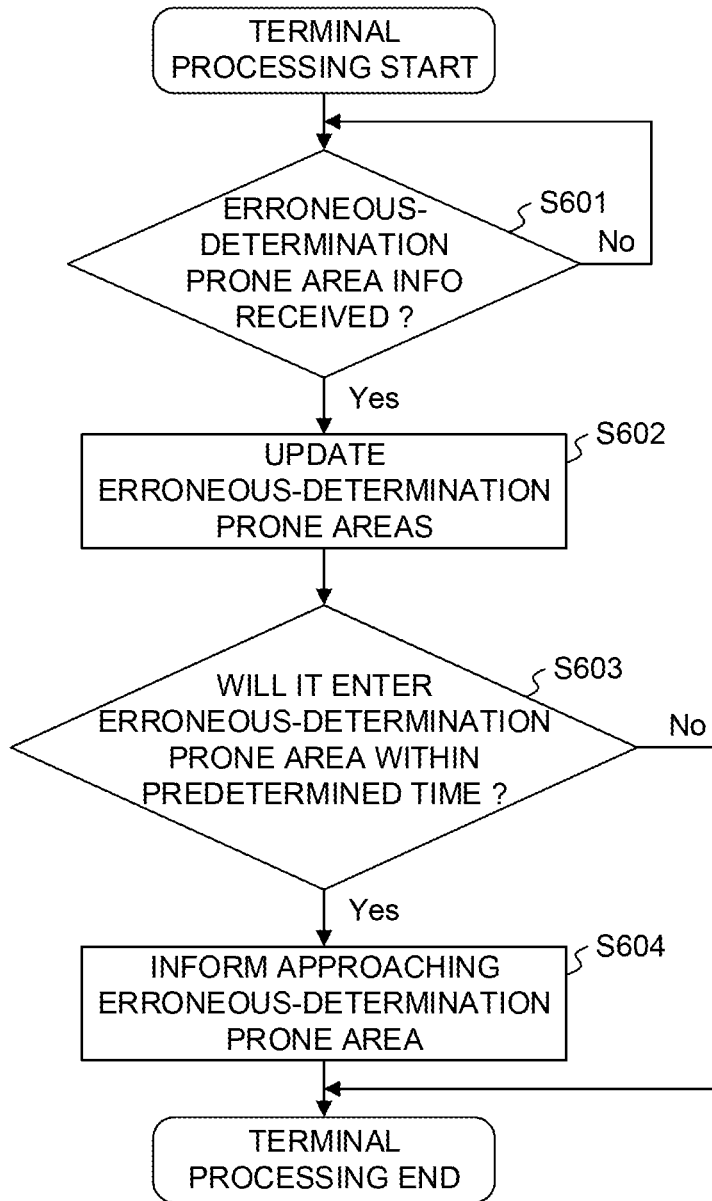 TERMINAL
PROCESSING START
ERRONEOUS-
DETERMINATION
PRONE AREA INFO
RECEIVED ?
S601
No
Yes
UPDATE
ERRONEOUS-DETERMINATION
PRONE AREAS
S602
WILL IT ENTER
ERRONEOUS-DETERMINATION
PRONE AREA WITHIN
PREDETERMINED TIME ?
S603
No
Yes
INFORM APPROACHING
ERRONEOUS-DETERMINATION
PRONE AREA
S604
TERMINAL
PROCESSING END